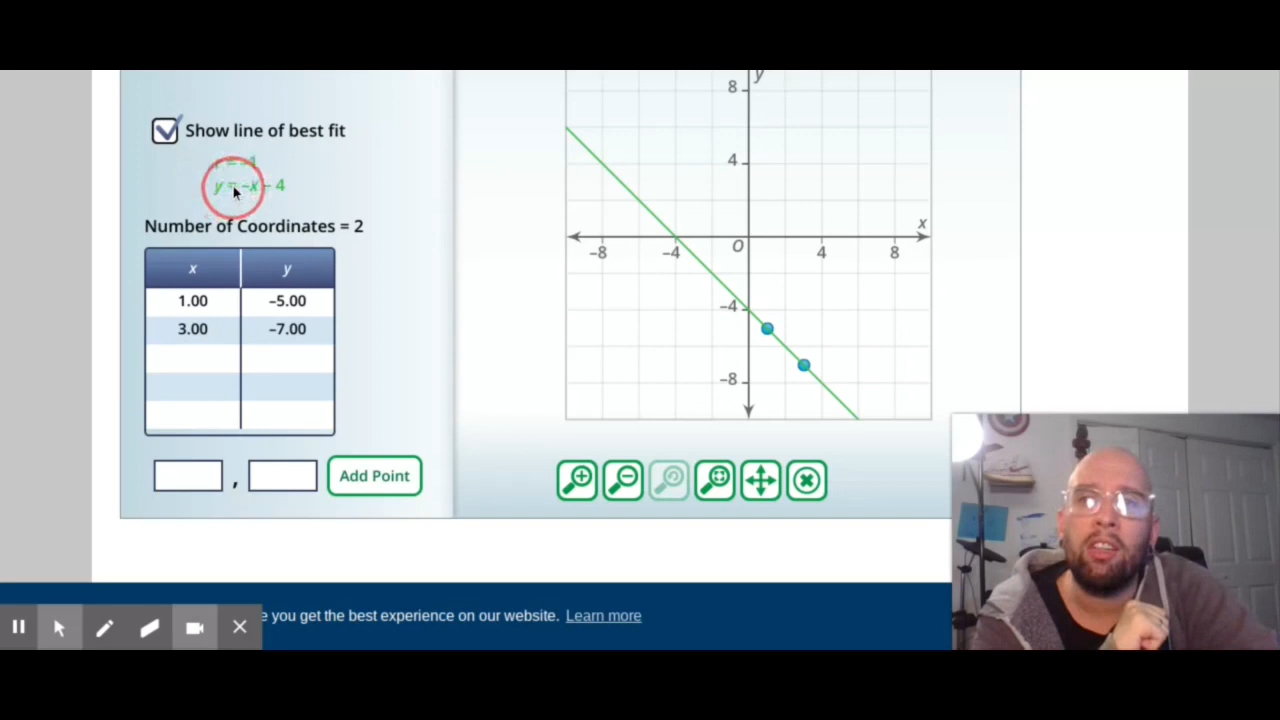 Show line of best fit
r = –1
y = –x – 4
Number of Coordinates = 2
x y
1.00 –5.00
3.00 –7.00
, Add Point
y
8
4
x
–8 –4 O 4 8
–4
–8
e you get the best experience on our website. Learn more